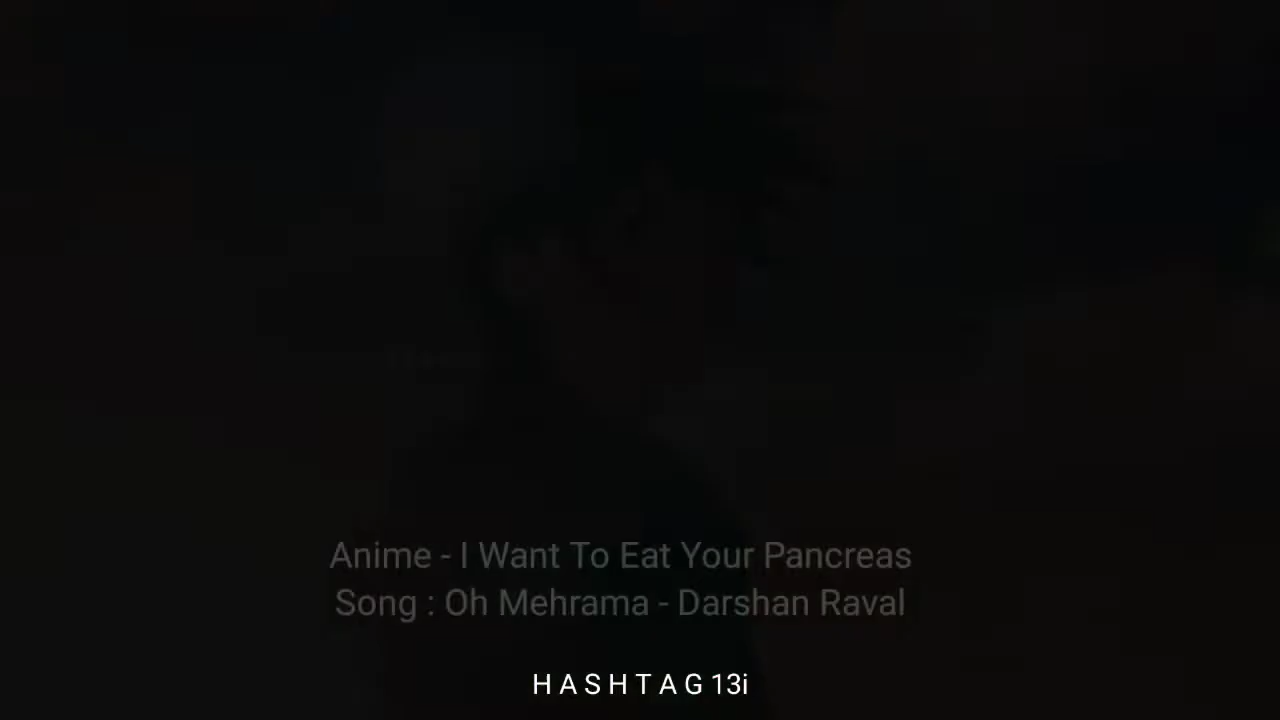 Anime - I Want To Eat Your Pancreas
Song : Oh Mehrama - Darshan Raval
H A S H T A G 13i